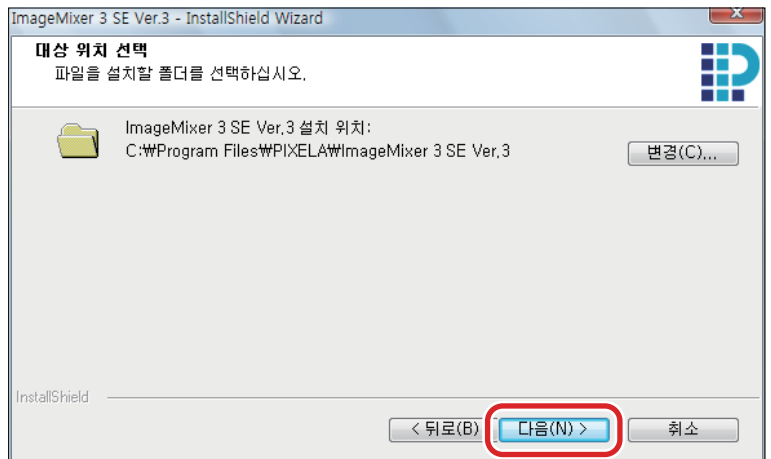 ImageMixer 3 SE Ver.3 - InstallShield Wizard
대상 위치 선택
파일을 설치할 폴더를 선택하십시오.
ImageMixer 3 SE Ver.3 설치 위치:
C:₩Program Files₩PIXELA₩ImageMixer 3 SE Ver.3
변경(C)...
InstallShield
< 뒤로(B)
다음(N) >
취소